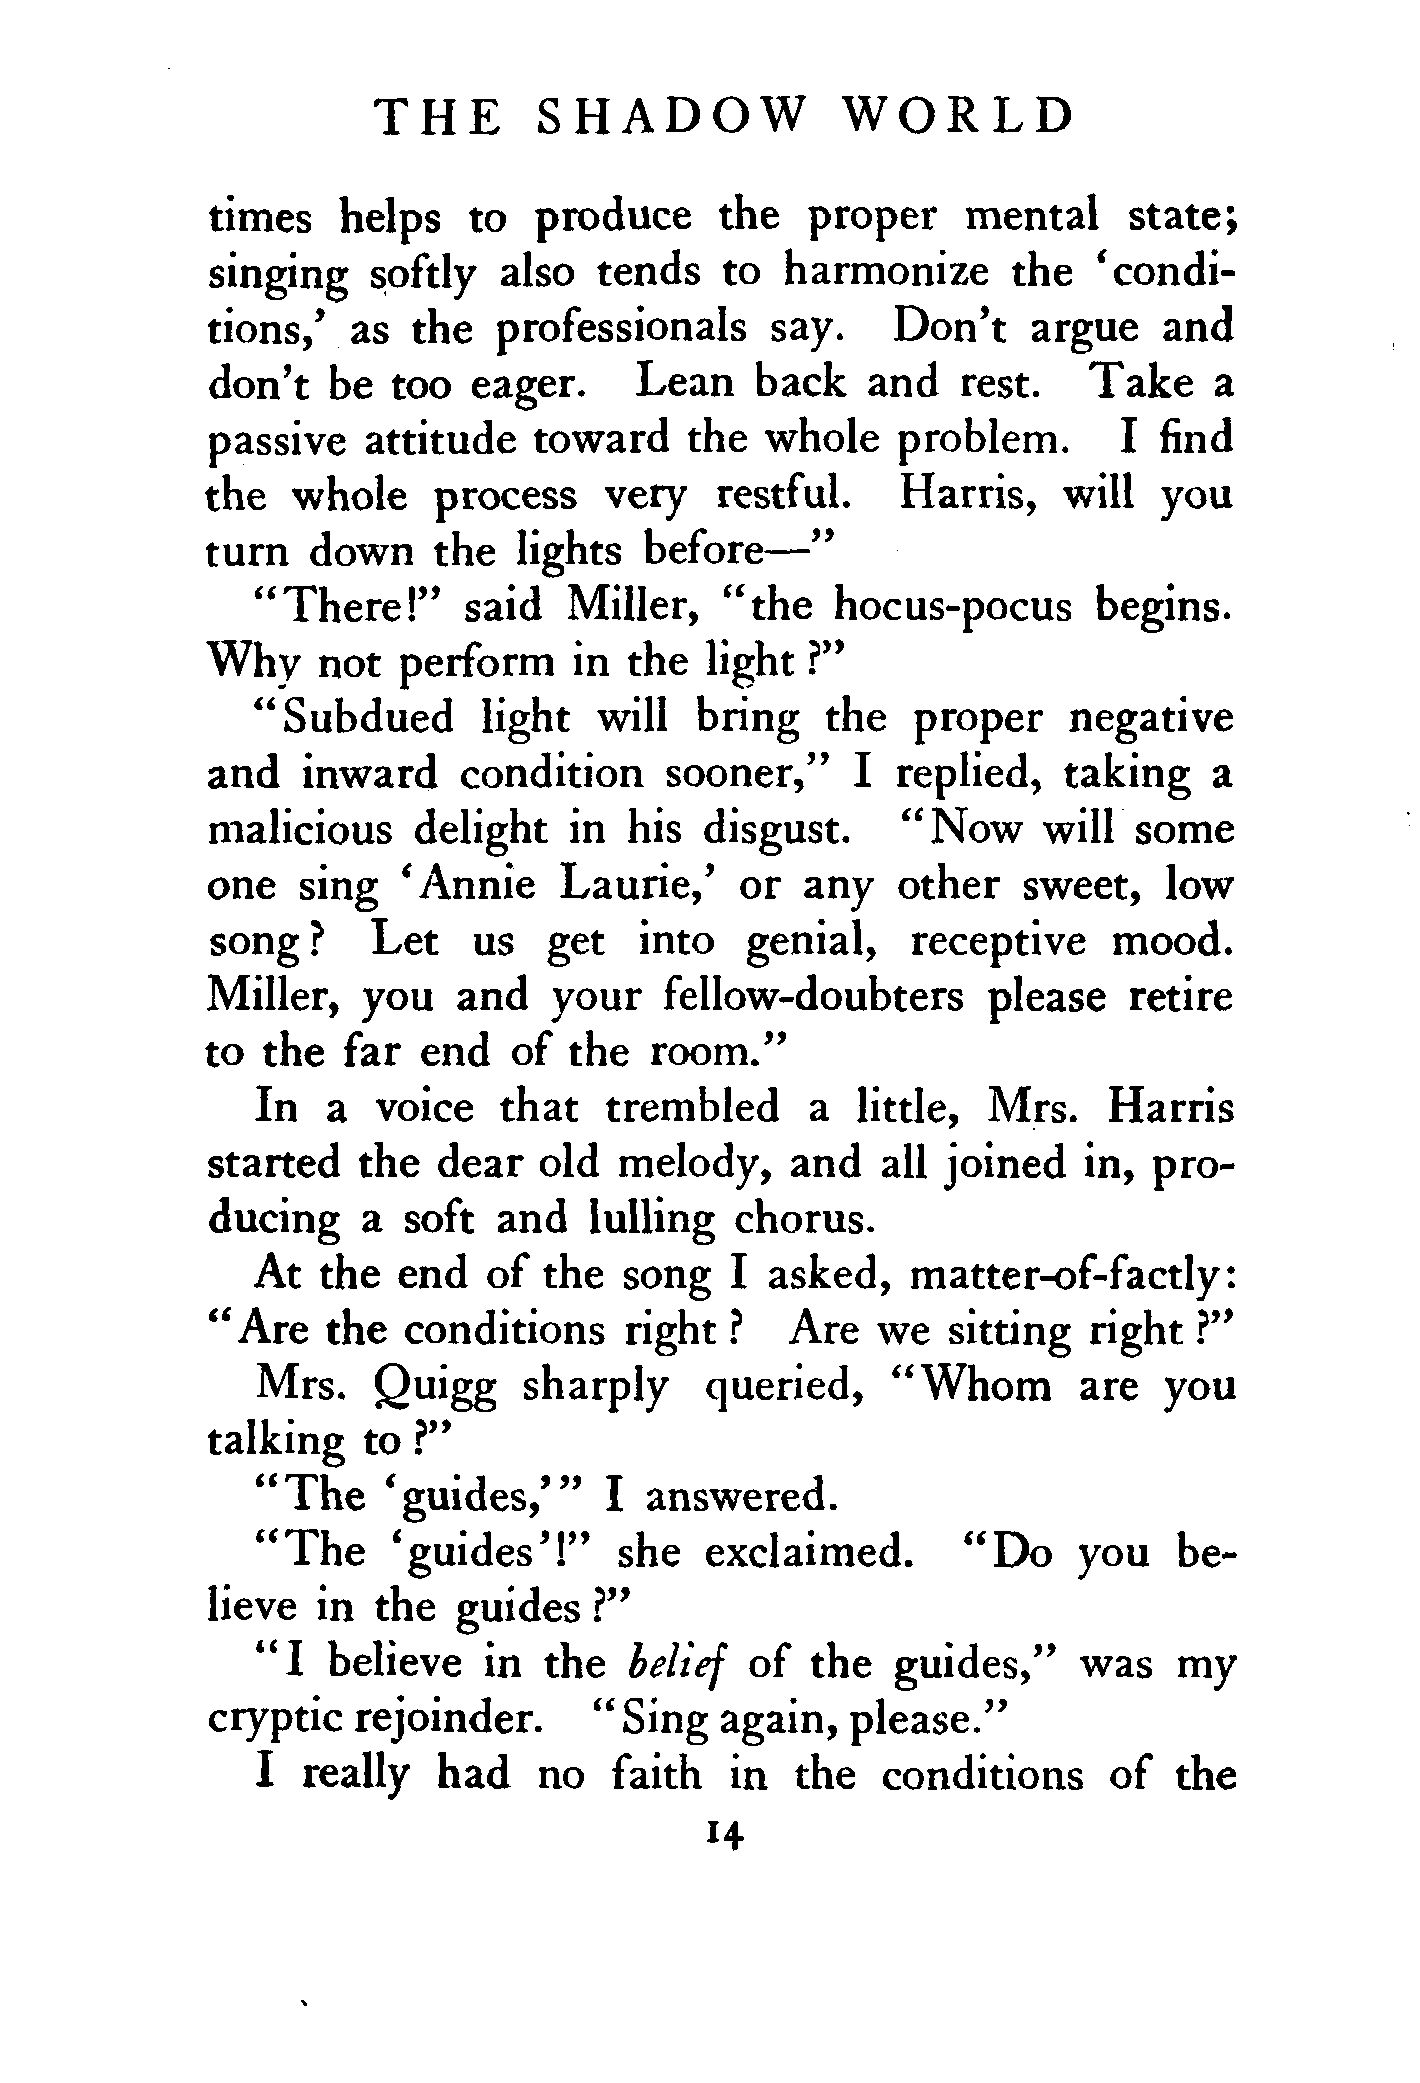 THE SHADOW WORLD
times helps to produce the proper mental state;
singing softly also tends to harmonize the ‘condi-
tions,’ as the professionals say. Don’t argue and
don’t be too eager. Lean back and rest. Take a
passive attitude toward the whole problem. I find
the whole process very restful. Harris, will you
turn down the lights before—”
“There!” said Miller, “the hocus-pocus begins.
Why not perform in the light?”
“Subdued light will bring the proper negative
and inward condition sooner,” I replied, taking a
malicious delight in his disgust. “Now will some
one sing ‘Annie Laurie,’ or any other sweet, low
song? Let us get into genial, receptive mood.
Miller, you and your fellow-doubters please retire
to the far end of the room.”
In a voice that trembled a little, Mrs. Harris
started the dear old melody, and all joined in, pro-
ducing a soft and lulling chorus.
At the end of the song I asked, matter-of-factly:
“Are the conditions right? Are we sitting right?”
Mrs. Quigg sharply queried, “Whom are you
talking to?”
“The ‘guides,’” I answered.
“The ‘guides’!” she exclaimed. “Do you be-
lieve in the guides?”
“I believe in the belief of the guides,” was my
cryptic rejoinder. “Sing again, please.”
I really had no faith in the conditions of the
14